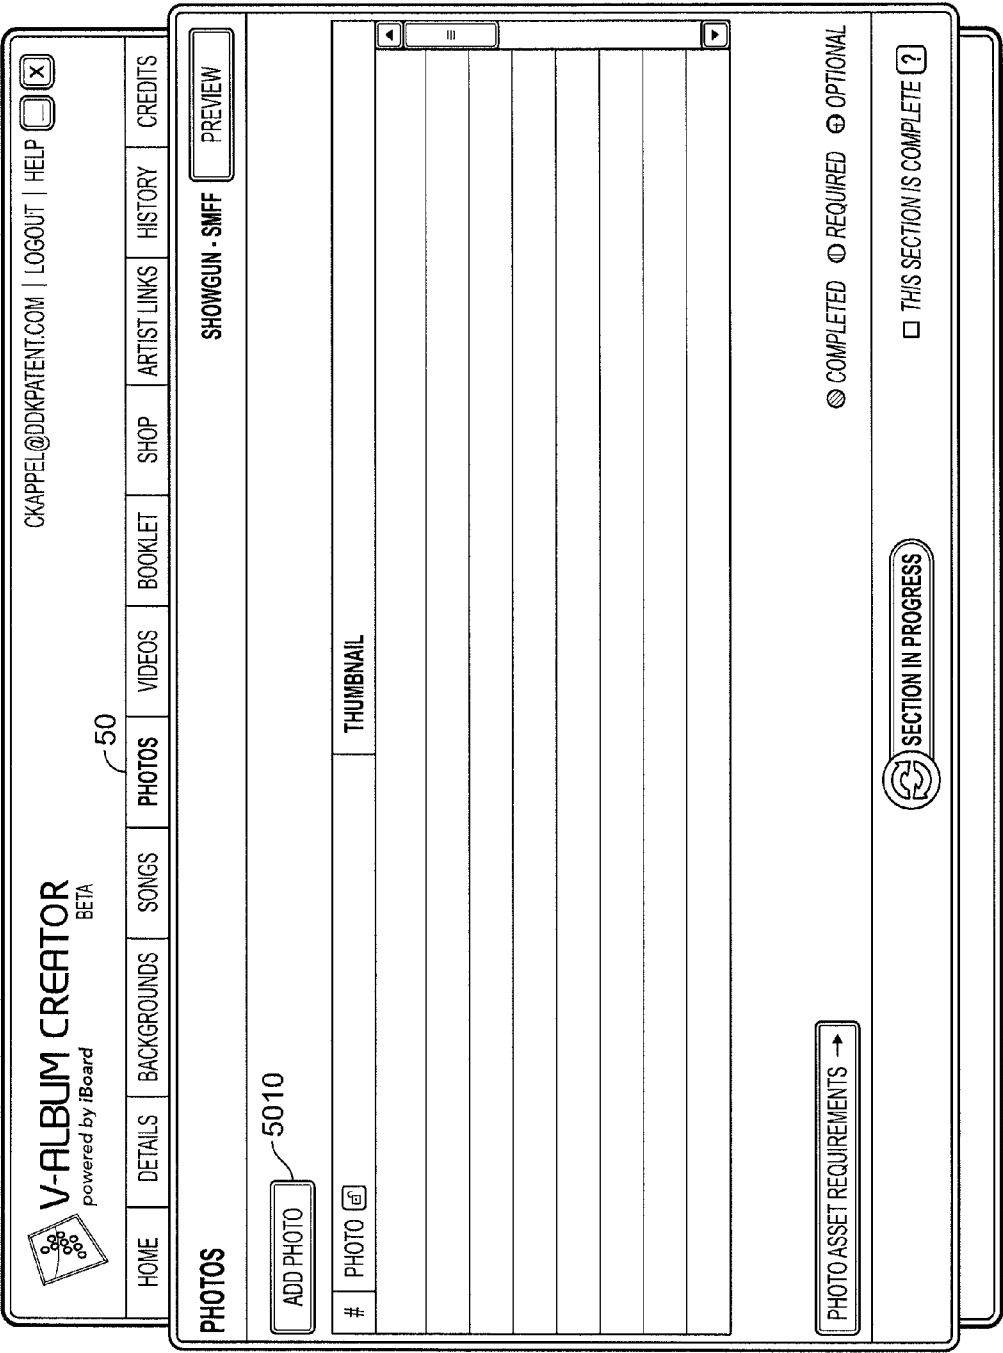 V-ALBUM CREATOR
powered by iBoard
BETA
CKAPPEL@DDKPATENT.COM | LOGOUT | HELP _ X
50
HOME DETAILS BACKGROUNDS SONGS PHOTOS VIDEOS BOOKLET SHOP ARTIST LINKS HISTORY CREDITS
PHOTOS SHOWGUN - SMFF PREVIEW
ADD PHOTO 5010
# PHOTO THUMBNAIL
PHOTO ASSET REQUIREMENTS → COMPLETED REQUIRED OPTIONAL
SECTION IN PROGRESS THIS SECTION IS COMPLETE ?